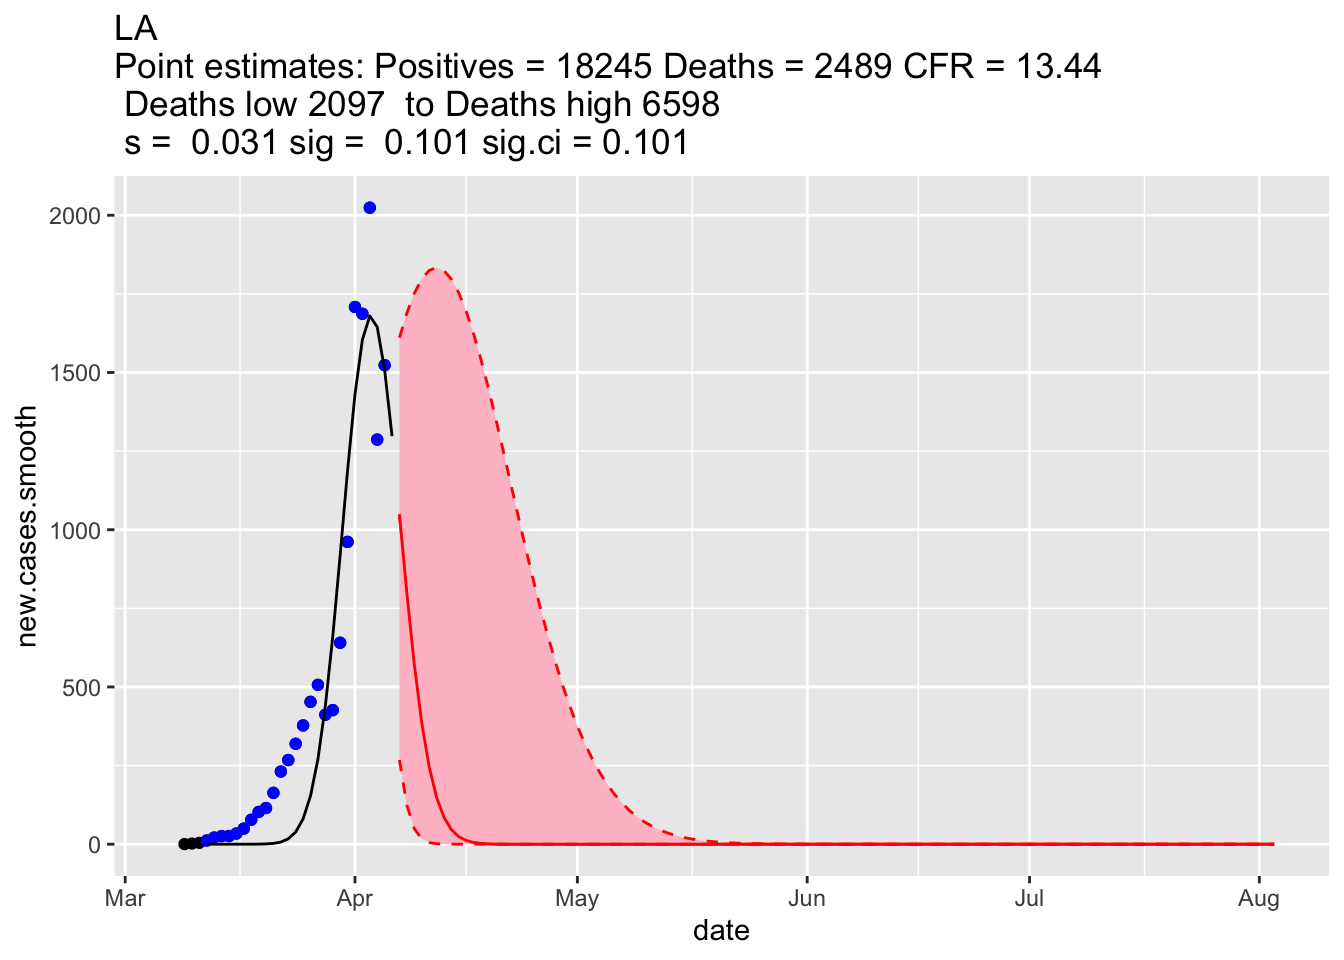 LA
Point estimates: Positives = 18245 Deaths = 2489 CFR = 13.44
Deaths low 2097  to Deaths high 6598
s =  0.031 sig =  0.101 sig.ci = 0.101
2000
1500
1000
500
0
new.cases.smooth
Mar Apr May Jun Jul Aug
date